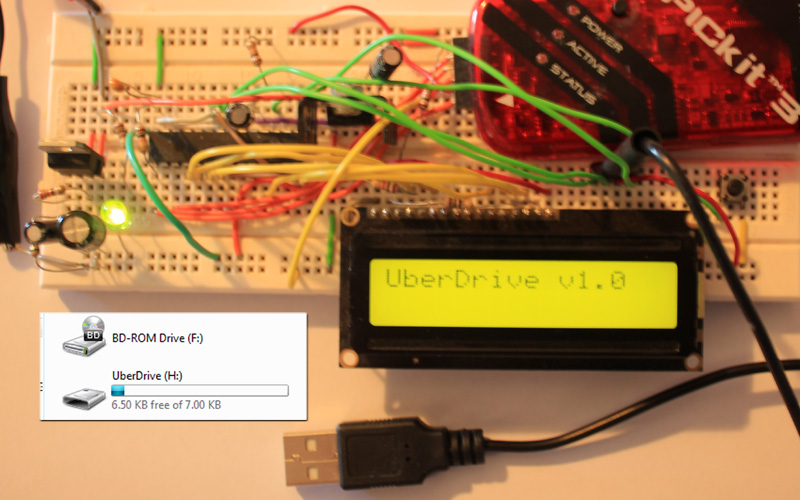 POWER
ACTIVE
STATUS
PICkit™ 3
UberDrive v1.0
BD
BD-ROM Drive (F:)
UberDrive (H:)
6.50 KB free of 7.00 KB